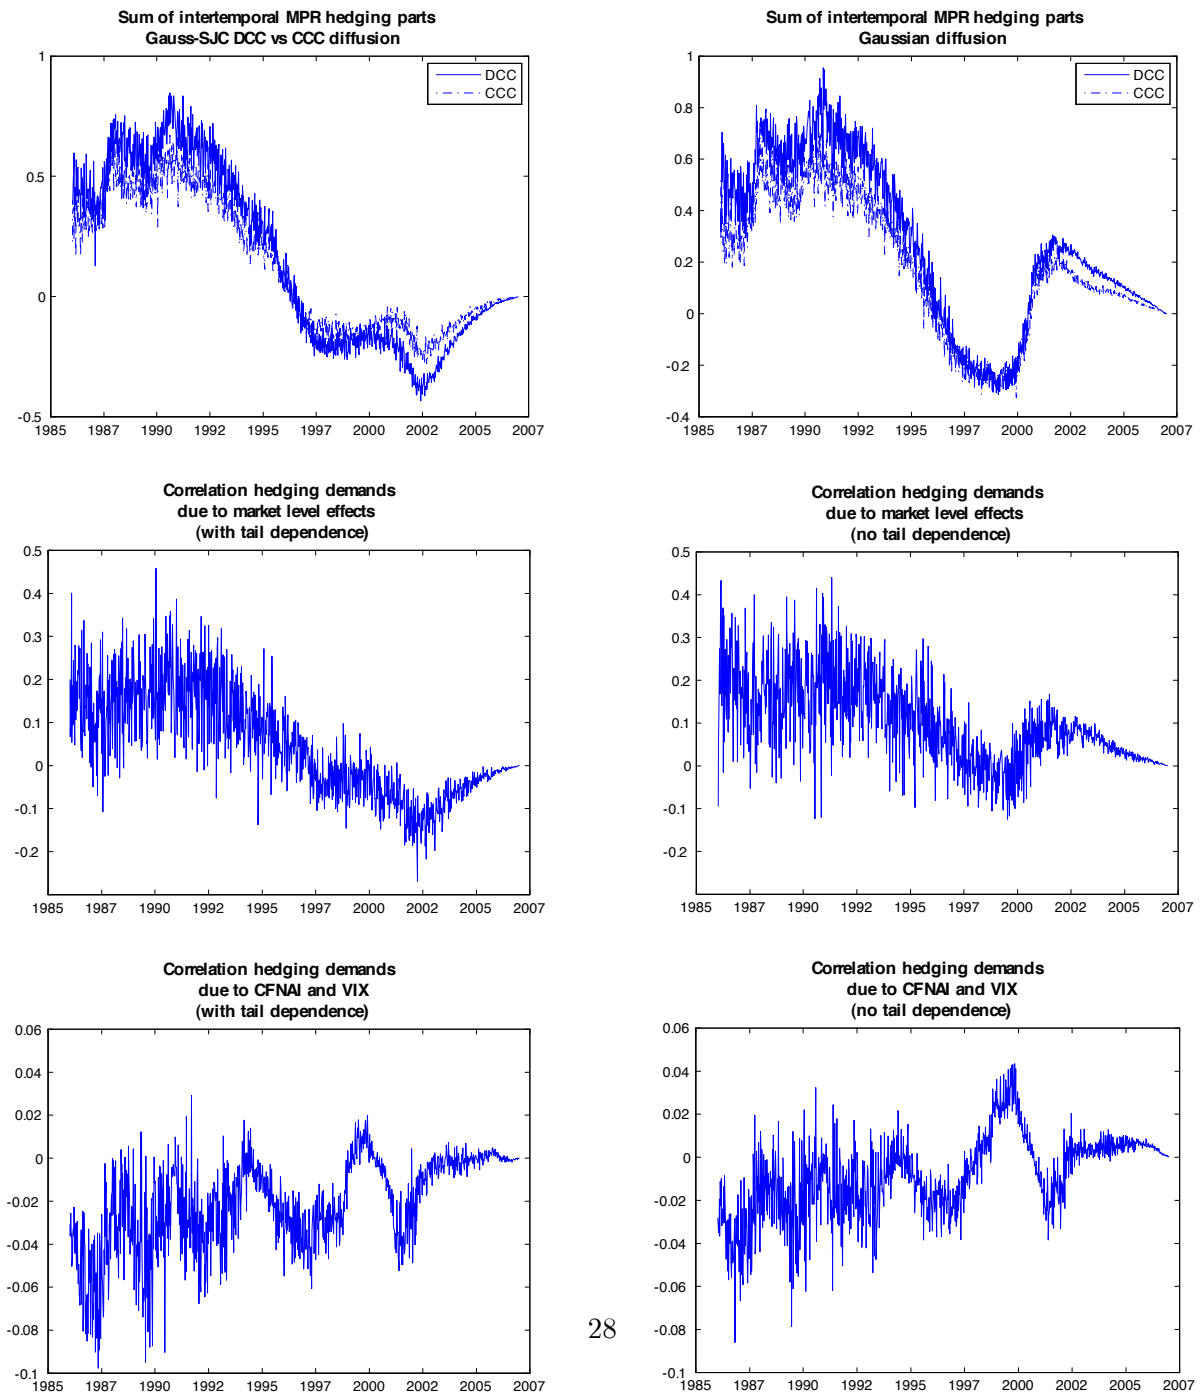 Sum of intertemporal MPR hedging parts
Gauss-SJC DCC vs CCC diffusion
1
0.5
0
-0.5
DCC
CCC
1985 1987 1990 1992 1995 1997 2000 2002 2005 2007
Sum of intertemporal MPR hedging parts
Gaussian diffusion
1
0.8
0.6
0.4
0.2
0
-0.2
-0.4
DCC
CCC
1985 1987 1990 1992 1995 1997 2000 2002 2005 2007
Correlation hedging demands
due to market level effects
(with tail dependence)
0.5
0.4
0.3
0.2
0.1
0
-0.1
-0.2
1985 1987 1990 1992 1995 1997 2000 2002 2005 2007
Correlation hedging demands
due to market level effects
(no tail dependence)
0.5
0.4
0.3
0.2
0.1
0
-0.1
-0.2
1985 1987 1990 1992 1995 1997 2000 2002 2005 2007
Correlation hedging demands
due to CFNAI and VIX
(with tail dependence)
0.06
0.04
0.02
0
-0.02
-0.04
-0.06
-0.08
-0.1
1985 1987 1990 1992 1995 1997 2000 2002 2005 2007
Correlation hedging demands
due to CFNAI and VIX
(no tail dependence)
0.06
0.04
0.02
0
-0.02
-0.04
-0.06
-0.08
-0.1
1985 1987 1990 1992 1995 1997 2000 2002 2005 2007
28